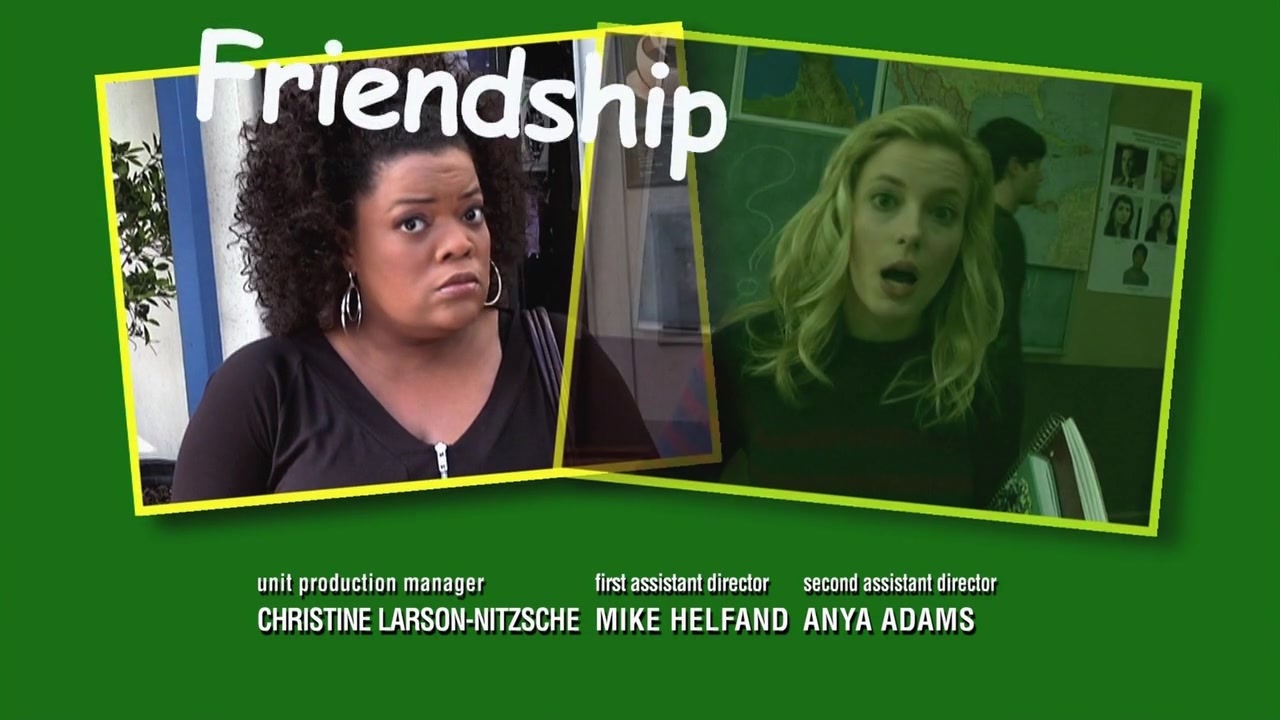 Friendship
unit production manager
CHRISTINE LARSON-NITZSCHE
first assistant director
MIKE HELFAND
second assistant director
ANYA ADAMS